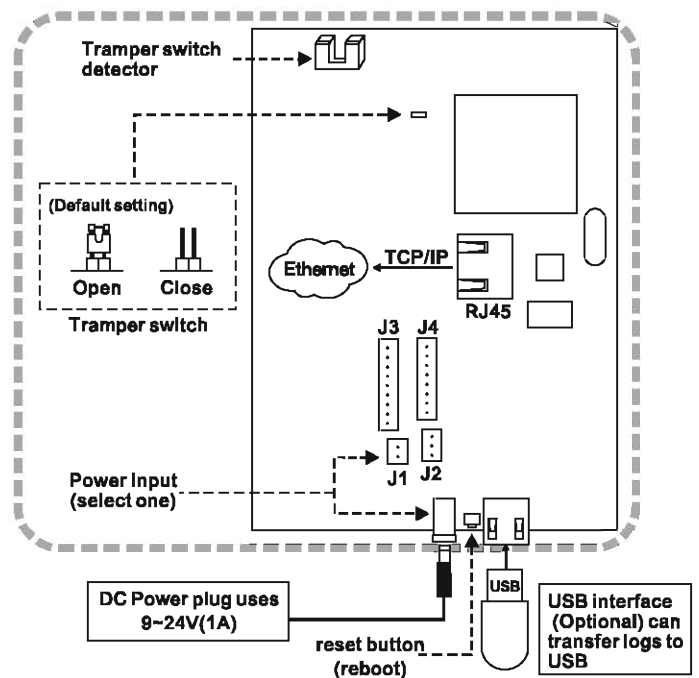 Tramper switch
detector
(Default setting)
Open
Close
Tramper switch
Ethernet
TCP/IP
RJ45
J3
J4
J1
J2
Power Input
(select one)
DC Power plug uses
9~24V(1A)
reset button
(reboot)
USB
USB interface
(Optional) can
transfer logs to
USB